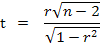 t = r√n − 2 / √1 − r²